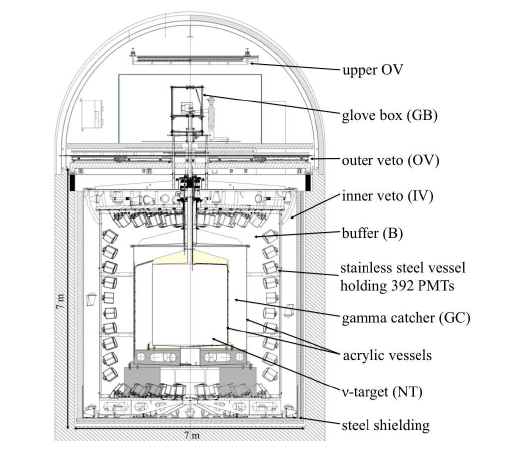 upper OV
glove box (GB)
outer veto (OV)
inner veto (IV)
buffer (B)
stainless steel vessel
holding 392 PMTs
gamma catcher (GC)
acrylic vessels
ν-target (NT)
steel shielding
7 m
7 m